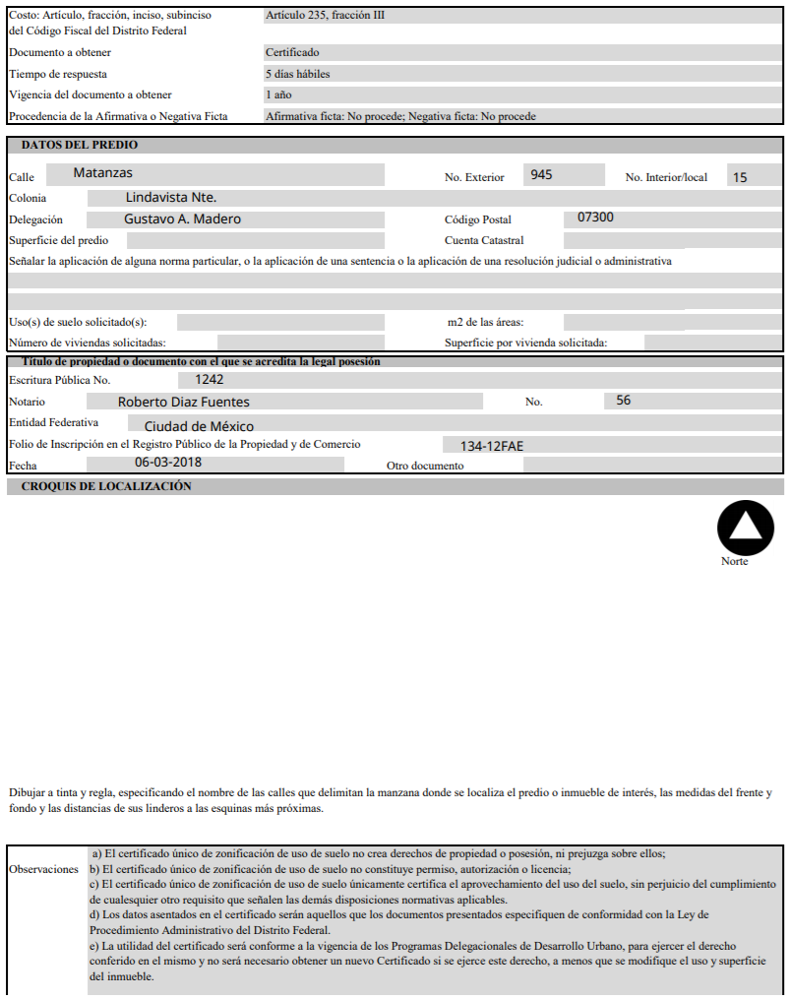 Costo: Artículo, fracción, inciso, subinciso del Código Fiscal del Distrito Federal Artículo 235, fracción III
Documento a obtener Certificado
Tiempo de respuesta 5 días hábiles
Vigencia del documento a obtener 1 año
Procedencia de la Afirmativa o Negativa Ficta Afirmativa ficta: No procede; Negativa ficta: No procede
DATOS DEL PREDIO
Calle Matanzas No. Exterior 945 No. Interior/local 15
Colonia Lindavista Nte.
Delegación Gustavo A. Madero Código Postal 07300
Superficie del predio Cuenta Catastral
Señalar la aplicación de alguna norma particular, o la aplicación de una sentencia o la aplicación de una resolución judicial o administrativa
Uso(s) de suelo solicitado(s): m2 de las áreas:
Número de viviendas solicitadas: Superficie por vivienda solicitada:
Título de propiedad o documento con el que se acredita la legal posesión
Escritura Pública No. 1242
Notario Roberto Diaz Fuentes No. 56
Entidad Federativa Ciudad de México
Folio de Inscripción en el Registro Público de la Propiedad y de Comercio 134-12FAE
Fecha 06-03-2018 Otro documento
CROQUIS DE LOCALIZACIÓN
Norte
Dibujar a tinta y regla, especificando el nombre de las calles que delimitan la manzana donde se localiza el predio o inmueble de interés, las medidas del frente y
fondo y las distancias de sus linderos a las esquinas más próximas.
Observaciones
a) El certificado único de zonificación de uso de suelo no crea derechos de propiedad o posesión, ni prejuzga sobre ellos;
b) El certificado único de zonificación de uso de suelo no constituye permiso, autorización o licencia;
c) El certificado único de zonificación de uso de suelo únicamente certifica el aprovechamiento del uso del suelo, sin perjuicio del cumplimiento
de cualesquier otro requisito que señalen las demás disposiciones normativas aplicables.
d) Los datos asentados en el certificado serán aquellos que los documentos presentados especifiquen de conformidad con la Ley de
Procedimiento Administrativo del Distrito Federal.
e) La utilidad del certificado será conforme a la vigencia de los Programas Delegacionales de Desarrollo Urbano, para ejercer el derecho
conferido en el mismo y no será necesario obtener un nuevo Certificado si se ejerce este derecho, a menos que se modifique el uso y superficie
del inmueble.